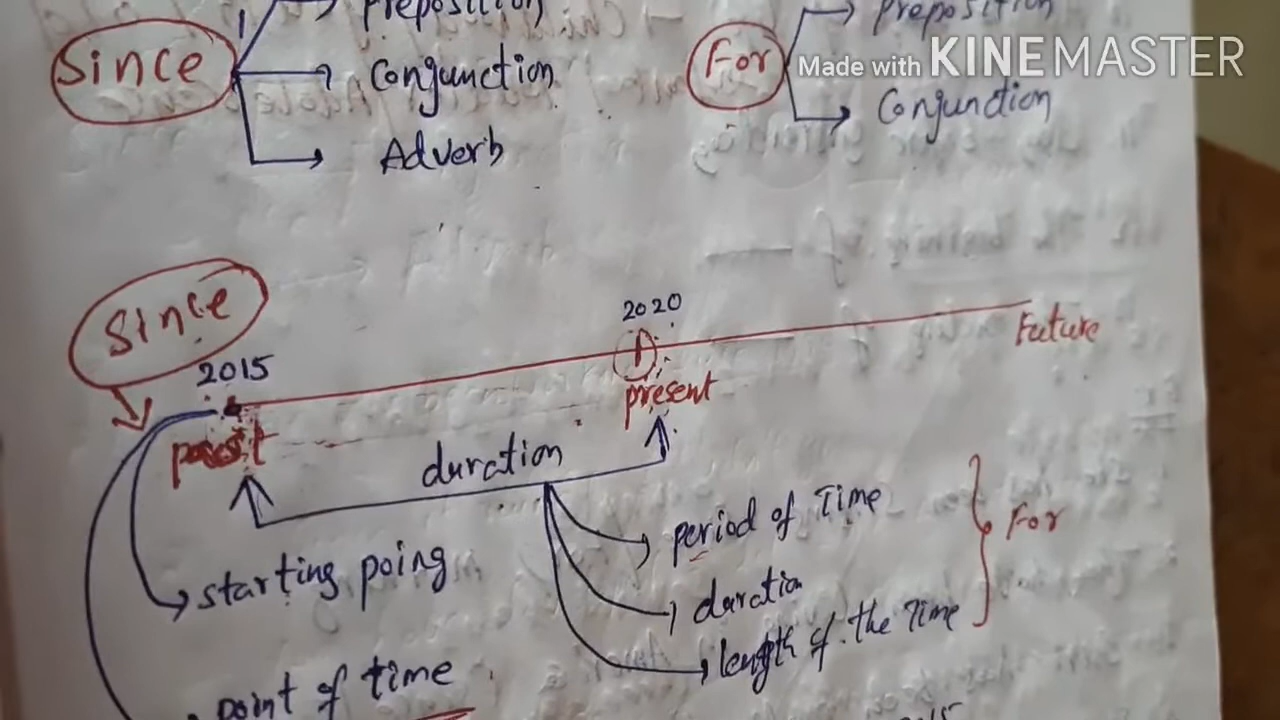 Preposition
Preposition
Since
Conjunction
For
Made with KINEMASTER
Conjunction
Adverb
Since
2015
2020
Future
past
present
duration
period of Time
For
starting poing
duration
length of the Time
point of time